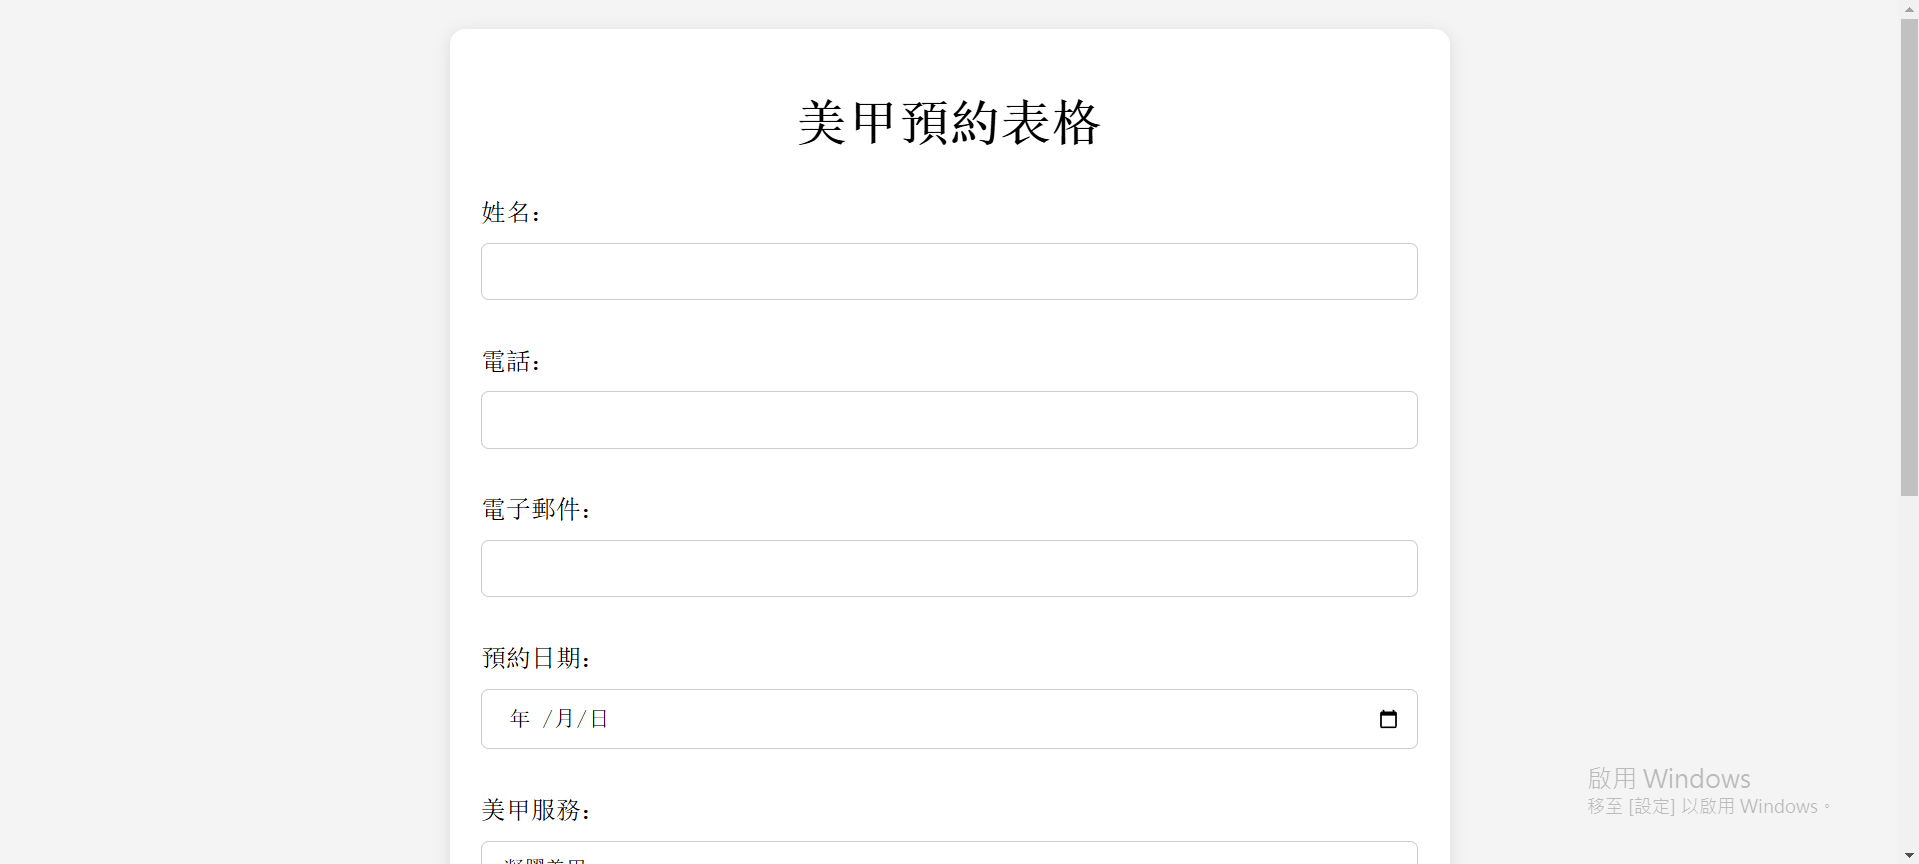 美甲預約表格
姓名：
電話：
電子郵件：
預約日期：
年 /月/日
美甲服務：
啟用 Windows
移至 [設定] 以啟用 Windows。